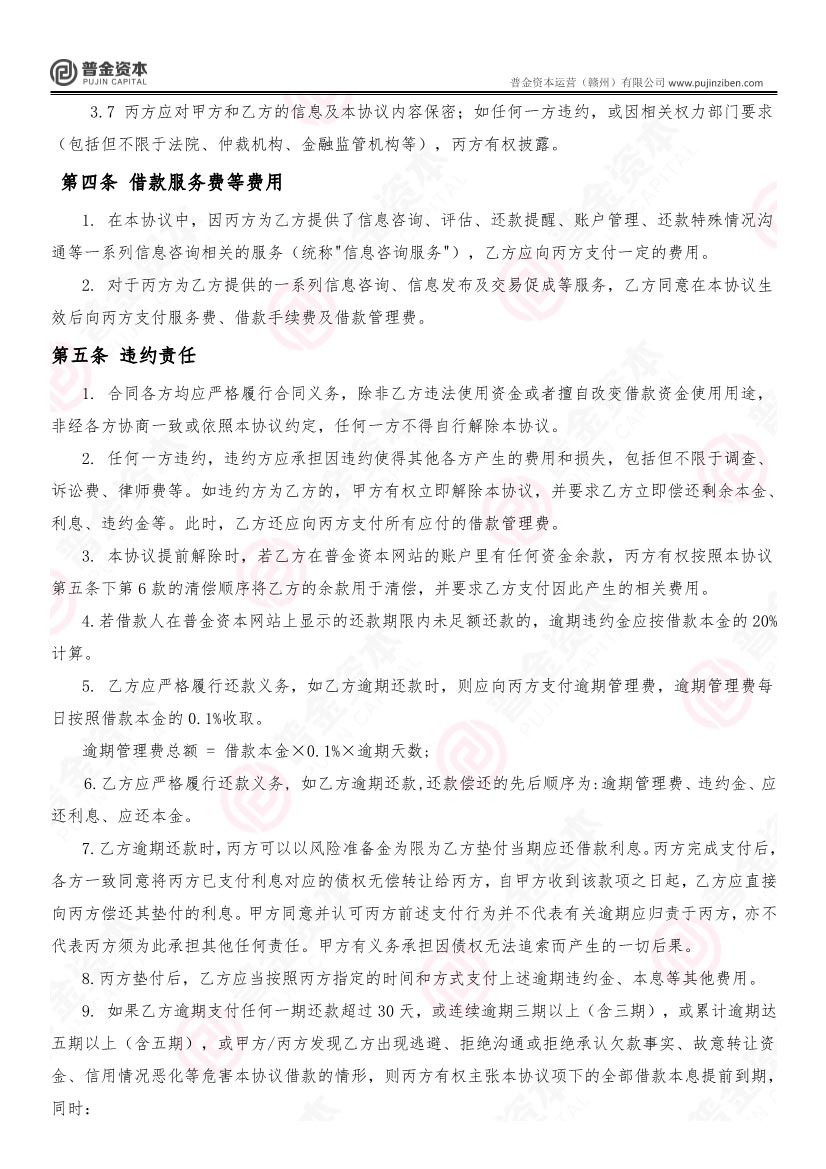 普金资本
PUJIN CAPITAL
普金资本运营（赣州）有限公司 www.pujinziben.com
3.7 丙方应对甲方和乙方的信息及本协议内容保密；如任何一方违约，或因相关权力部门要求
（包括但不限于法院、仲裁机构、金融监管机构等），丙方有权披露。
第四条 借款服务费等费用
1. 在本协议中，因丙方为乙方提供了信息咨询、评估、还款提醒、账户管理、还款特殊情况沟
通等一系列信息咨询相关的服务（统称"信息咨询服务"），乙方应向丙方支付一定的费用。
2. 对于丙方为乙方提供的一系列信息咨询、信息发布及交易促成等服务，乙方同意在本协议生
效后向丙方支付服务费、借款手续费及借款管理费。
第五条 违约责任
1. 合同各方均应严格履行合同义务，除非乙方违法使用资金或者擅自改变借款资金使用用途，
非经各方协商一致或依照本协议约定，任何一方不得自行解除本协议。
2. 任何一方违约，违约方应承担因违约使得其他各方产生的费用和损失，包括但不限于调查、
诉讼费、律师费等。如违约方为乙方的，甲方有权立即解除本协议，并要求乙方立即偿还剩余本金、
利息、违约金等。此时，乙方还应向丙方支付所有应付的借款管理费。
3. 本协议提前解除时，若乙方在普金资本网站的账户里有任何资金余款，丙方有权按照本协议
第五条下第 6 款的清偿顺序将乙方的余款用于清偿，并要求乙方支付因此产生的相关费用。
4.若借款人在普金资本网站上显示的还款期限内未足额还款的，逾期违约金应按借款本金的 20%
计算。
5. 乙方应严格履行还款义务，如乙方逾期还款时，则应向丙方支付逾期管理费，逾期管理费每
日按照借款本金的 0.1%收取。
逾期管理费总额 = 借款本金×0.1%×逾期天数;
6.乙方应严格履行还款义务, 如乙方逾期还款,还款偿还的先后顺序为:逾期管理费、违约金、应
还利息、应还本金。
7.乙方逾期还款时,丙方可以以风险准备金为限为乙方垫付当期应还借款利息。丙方完成支付后,
各方一致同意将丙方已支付利息对应的债权无偿转让给丙方，自甲方收到该款项之日起，乙方应直接
向丙方偿还其垫付的利息。甲方同意并认可丙方前述支付行为并不代表有关逾期应归责于丙方，亦不
代表丙方须为此承担其他任何责任。甲方有义务承担因债权无法追索而产生的一切后果。
8.丙方垫付后，乙方应当按照丙方指定的时间和方式支付上述逾期违约金、本息等其他费用。
9. 如果乙方逾期支付任何一期还款超过 30 天，或连续逾期三期以上（含三期），或累计逾期达
五期以上（含五期），或甲方/丙方发现乙方出现逃避、拒绝沟通或拒绝承认欠款事实、故意转让资
金、信用情况恶化等危害本协议借款的情形，则丙方有权主张本协议项下的全部借款本息提前到期，
同时：